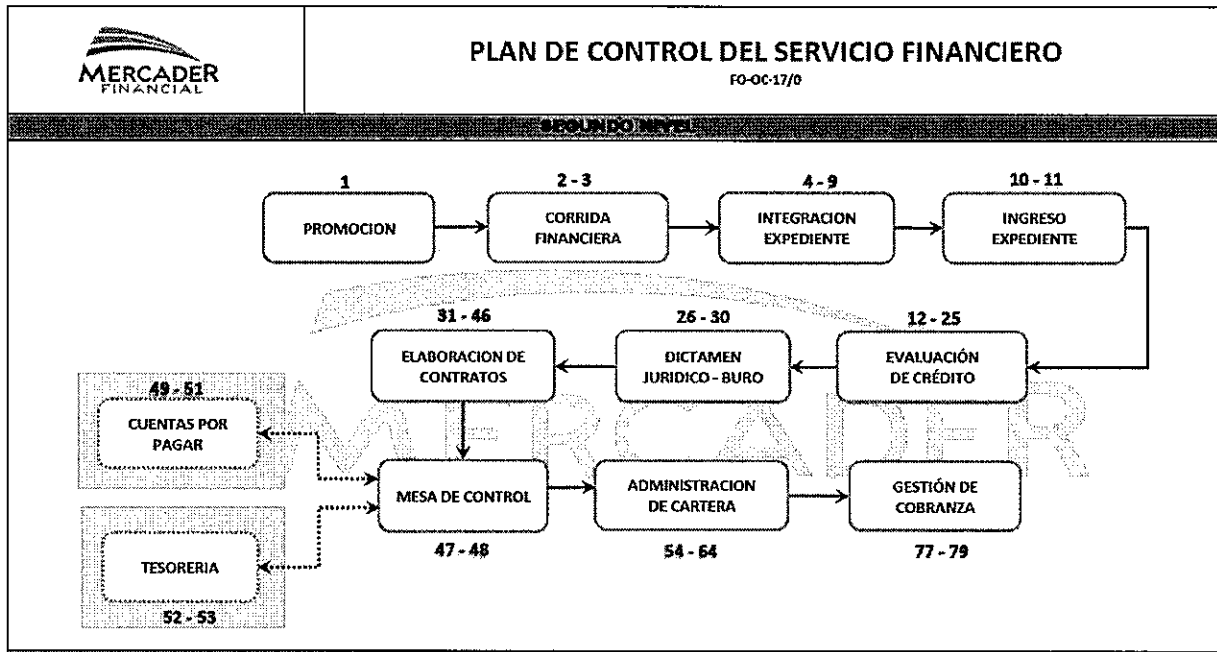 MERCADER
FINANCIAL
PLAN DE CONTROL DEL SERVICIO FINANCIERO
FO-OC-17/0
SEGUNDO NIVEL
1
PROMOCION
2 - 3
CORRIDA
FINANCIERA
4 - 9
INTEGRACION
EXPEDIENTE
10 - 11
INGRESO
EXPEDIENTE
31 - 46
ELABORACION DE
CONTRATOS
26 - 30
DICTAMEN
JURIDICO - BURO
12 - 25
EVALUACIÓN
DE CRÉDITO
49 - 51
CUENTAS POR
PAGAR
MERCADER
MESA DE CONTROL
47 - 48
ADMINISTRACION
DE CARTERA
54 - 64
GESTIÓN DE
COBRANZA
77 - 79
TESORERIA
52 - 53